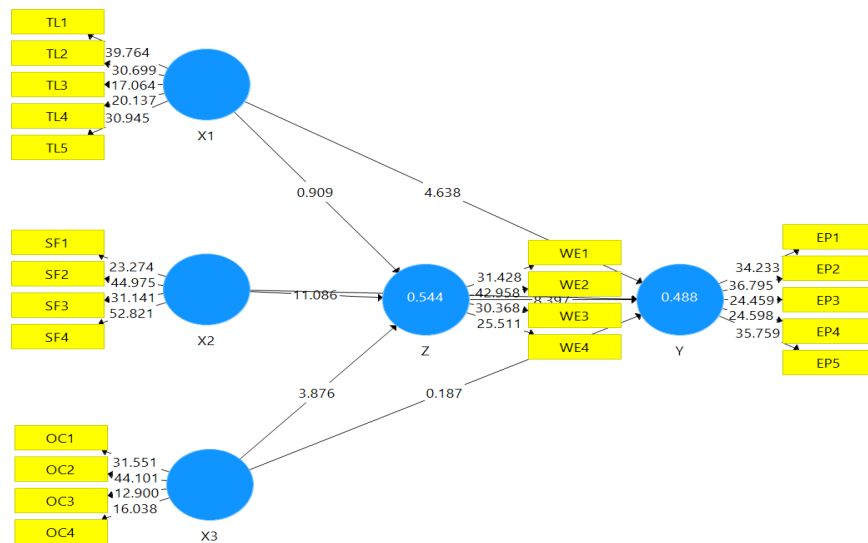 TL1
TL2
TL3
TL4
TL5
39.764
30.699
17.064
20.137
30.945
X1
0.909
4.638
SF1
SF2
SF3
SF4
23.274
44.975
31.141
52.821
X2
11.086
0.544
Z
31.428
42.958
30.368
25.511
WE1
WE2
WE3
WE4
8.397
0.488
Y
34.233
36.795
24.459
24.598
35.759
EP1
EP2
EP3
EP4
EP5
3.876
0.187
OC1
OC2
OC3
OC4
31.551
44.101
12.900
16.038
X3